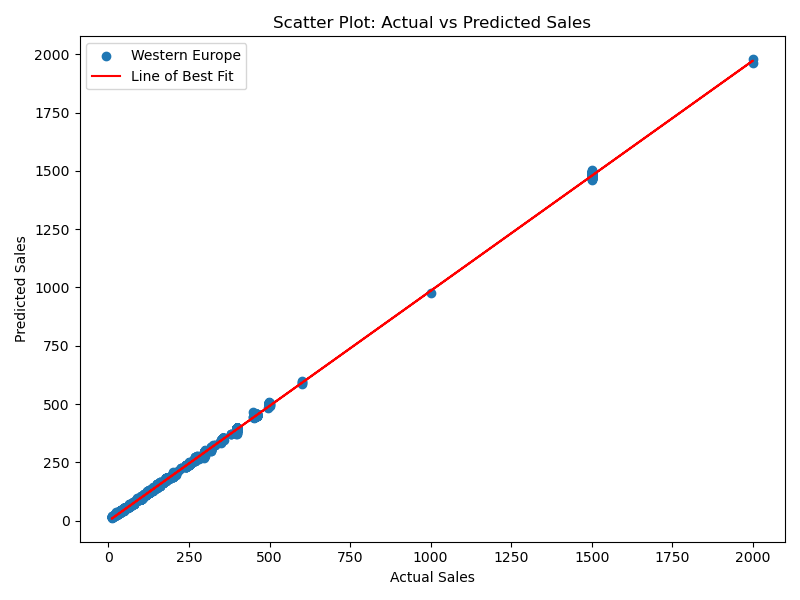 Scatter Plot: Actual vs Predicted Sales
Western Europe
Line of Best Fit
2000
1750
1500
1250
1000
750
500
250
0
Predicted Sales
0 250 500 750 1000 1250 1500 1750 2000
Actual Sales